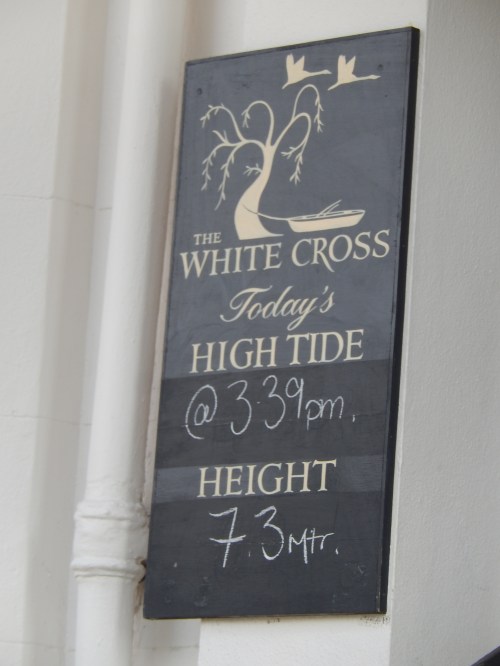 THE
WHITE CROSS
Today's
HIGH TIDE
@ 3.39pm.
HEIGHT
7.3Mtr.